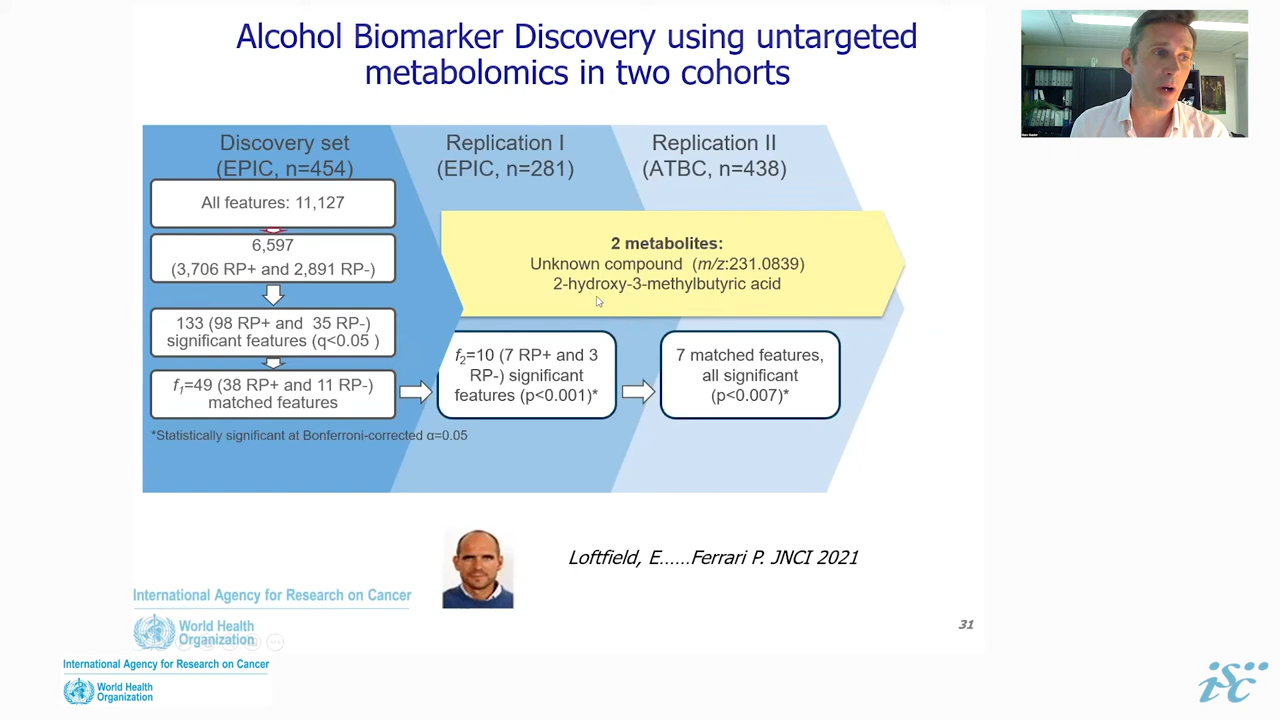 Alcohol Biomarker Discovery using untargeted
metabolomics in two cohorts
Discovery set
(EPIC, n=454)
Replication I
(EPIC, n=281)
Replication II
(ATBC, n=438)
All features: 11,127
6,597
(3,706 RP+ and 2,891 RP-)
133 (98 RP+ and 35 RP-)
significant features (q<0.05 )
f1=49 (38 RP+ and 11 RP-)
matched features
2 metabolites:
Unknown compound (m/z:231.0839)
2-hydroxy-3-methylbutyric acid
f2=10 (7 RP+ and 3
RP-) significant
features (p<0.001)*
7 matched features,
all significant
(p<0.007)*
*Statistically significant at Bonferroni-corrected α=0.05
Loftfield, E......Ferrari P. JNCI 2021
International Agency for Research on Cancer
World Health
Organization
31
International Agency for Research on Cancer
World Health
Organization
iSC